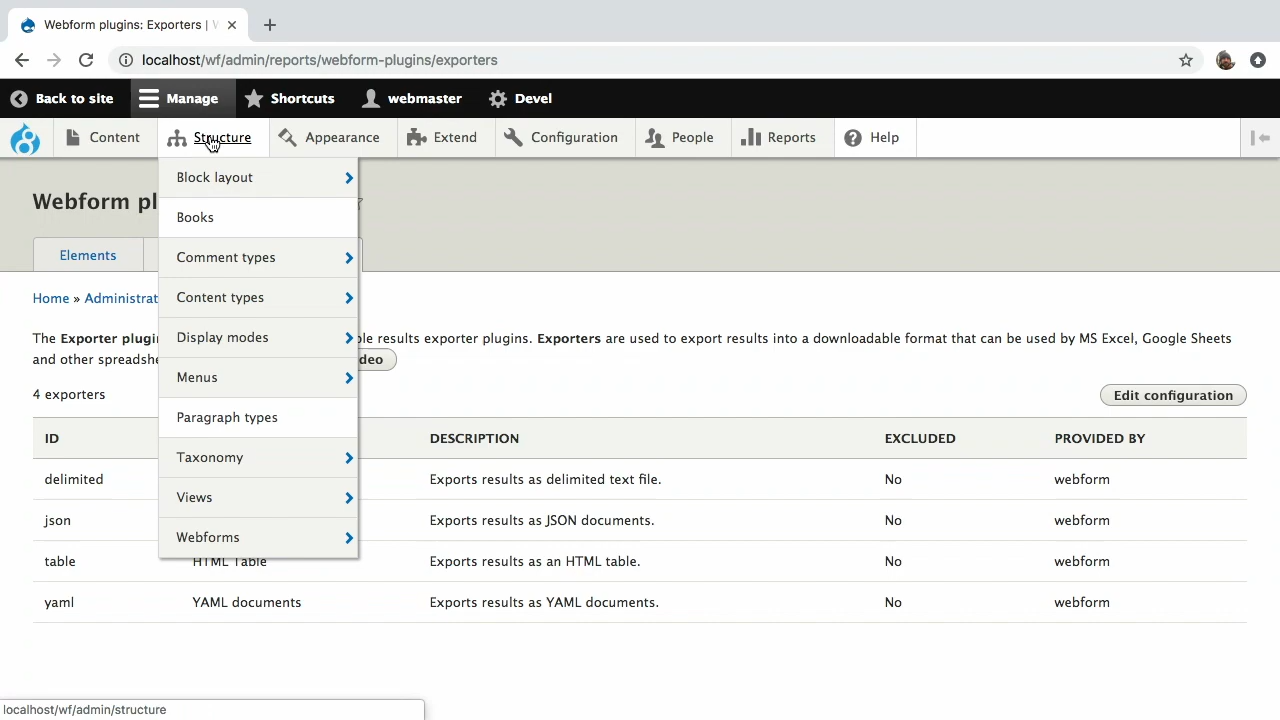 Webform plugins: Exporters |
localhost/wf/admin/reports/webform-plugins/exporters
Back to site Manage Shortcuts webmaster Devel
Content Structure Appearance Extend Configuration People Reports Help
Block layout
Webform pl
Books
Elements
Comment types
Home » Administrat
Content types
The Exporter plugi
Display modes
ble results exporter plugins. Exporters are used to export results into a downloadable format that can be used by MS Excel, Google Sheets
and other spreadshe
deo
Menus
4 exporters
Edit configuration
Paragraph types
ID DESCRIPTION EXCLUDED PROVIDED BY
Taxonomy
delimited Exports results as delimited text file. No webform
Views
json Exports results as JSON documents. No webform
Webforms
table HTML Table Exports results as an HTML table. No webform
yaml YAML documents Exports results as YAML documents. No webform
localhost/wf/admin/structure